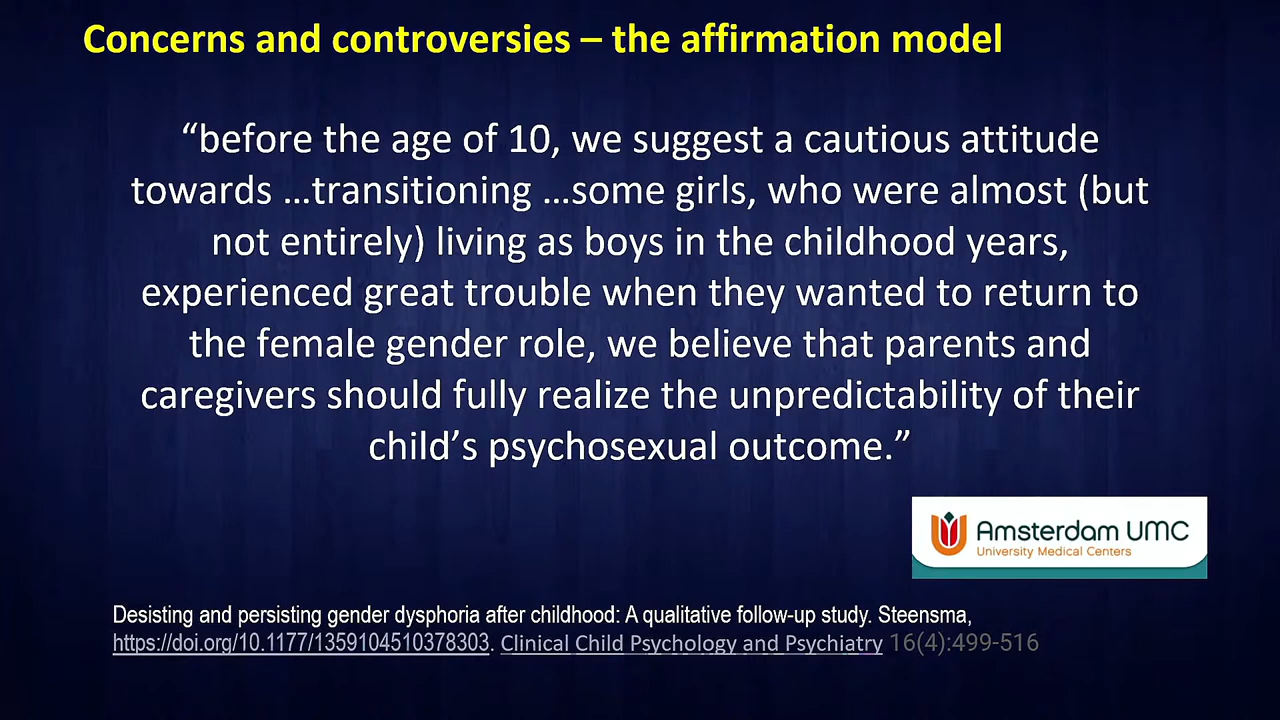 Concerns and controversies – the affirmation model
“before the age of 10, we suggest a cautious attitude
towards ...transitioning ...some girls, who were almost (but
not entirely) living as boys in the childhood years,
experienced great trouble when they wanted to return to
the female gender role, we believe that parents and
caregivers should fully realize the unpredictability of their
child’s psychosexual outcome.”
Amsterdam UMC
University Medical Centers
Desisting and persisting gender dysphoria after childhood: A qualitative follow-up study. Steensma,
https://doi.org/10.1177/1359104510378303. Clinical Child Psychology and Psychiatry 16(4):499-516